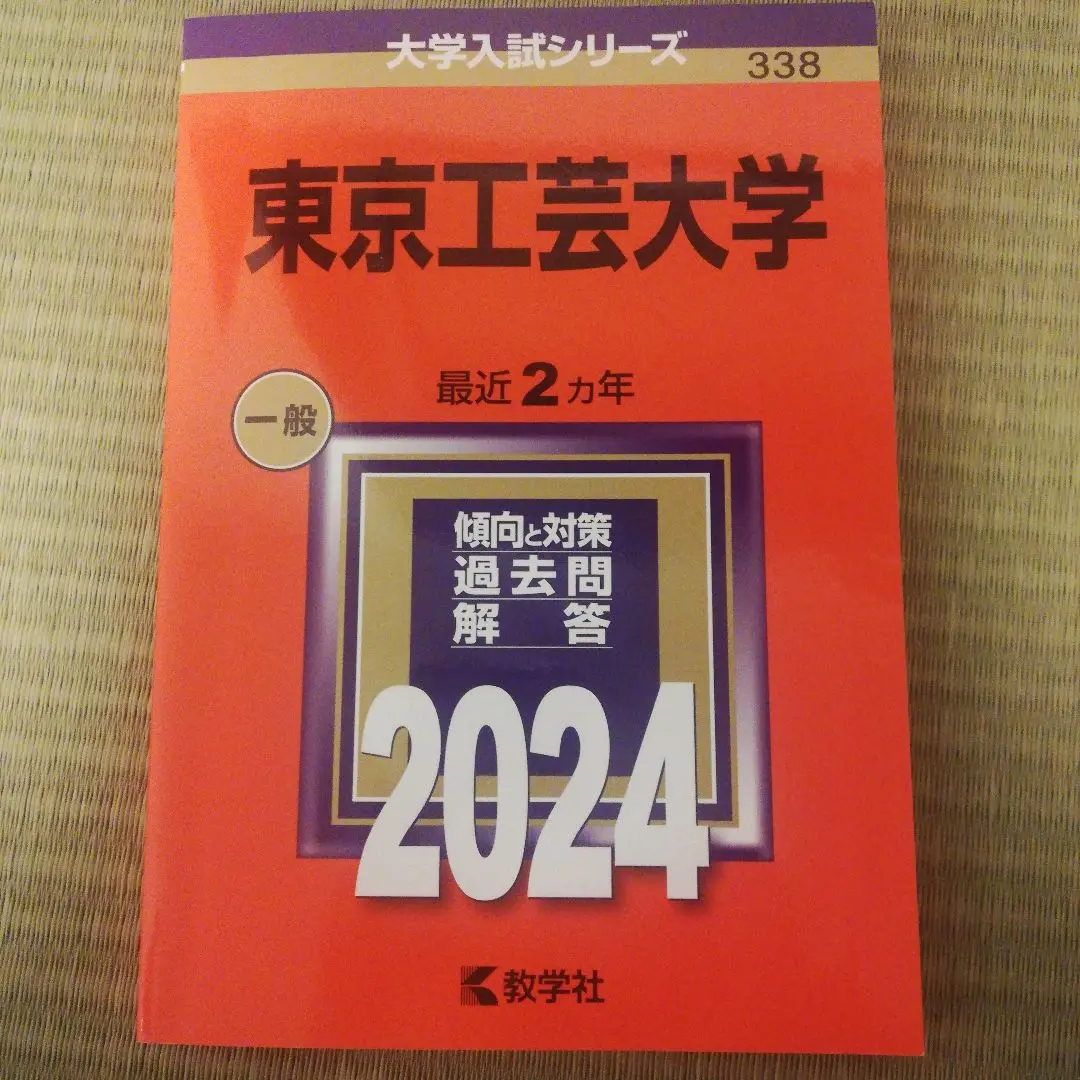 大学入試シリーズ
338
東京工芸大学
最近2カ年
一般
傾向と対策
過去問
解答
2024
教学社